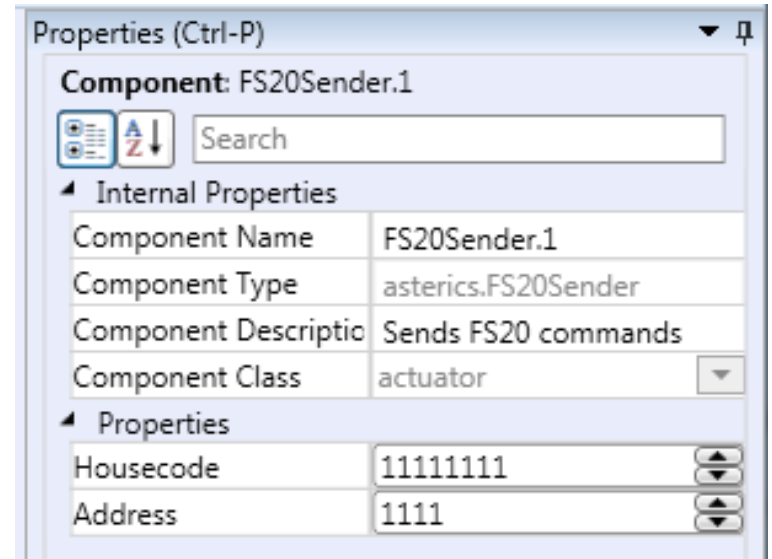 Properties (Ctrl-P)
Component: FS20Sender.1
Search
Internal Properties
Component Name FS20Sender.1
Component Type asterics.FS20Sender
Component Descriptio Sends FS20 commands
Component Class actuator
Properties
Housecode 11111111
Address 1111